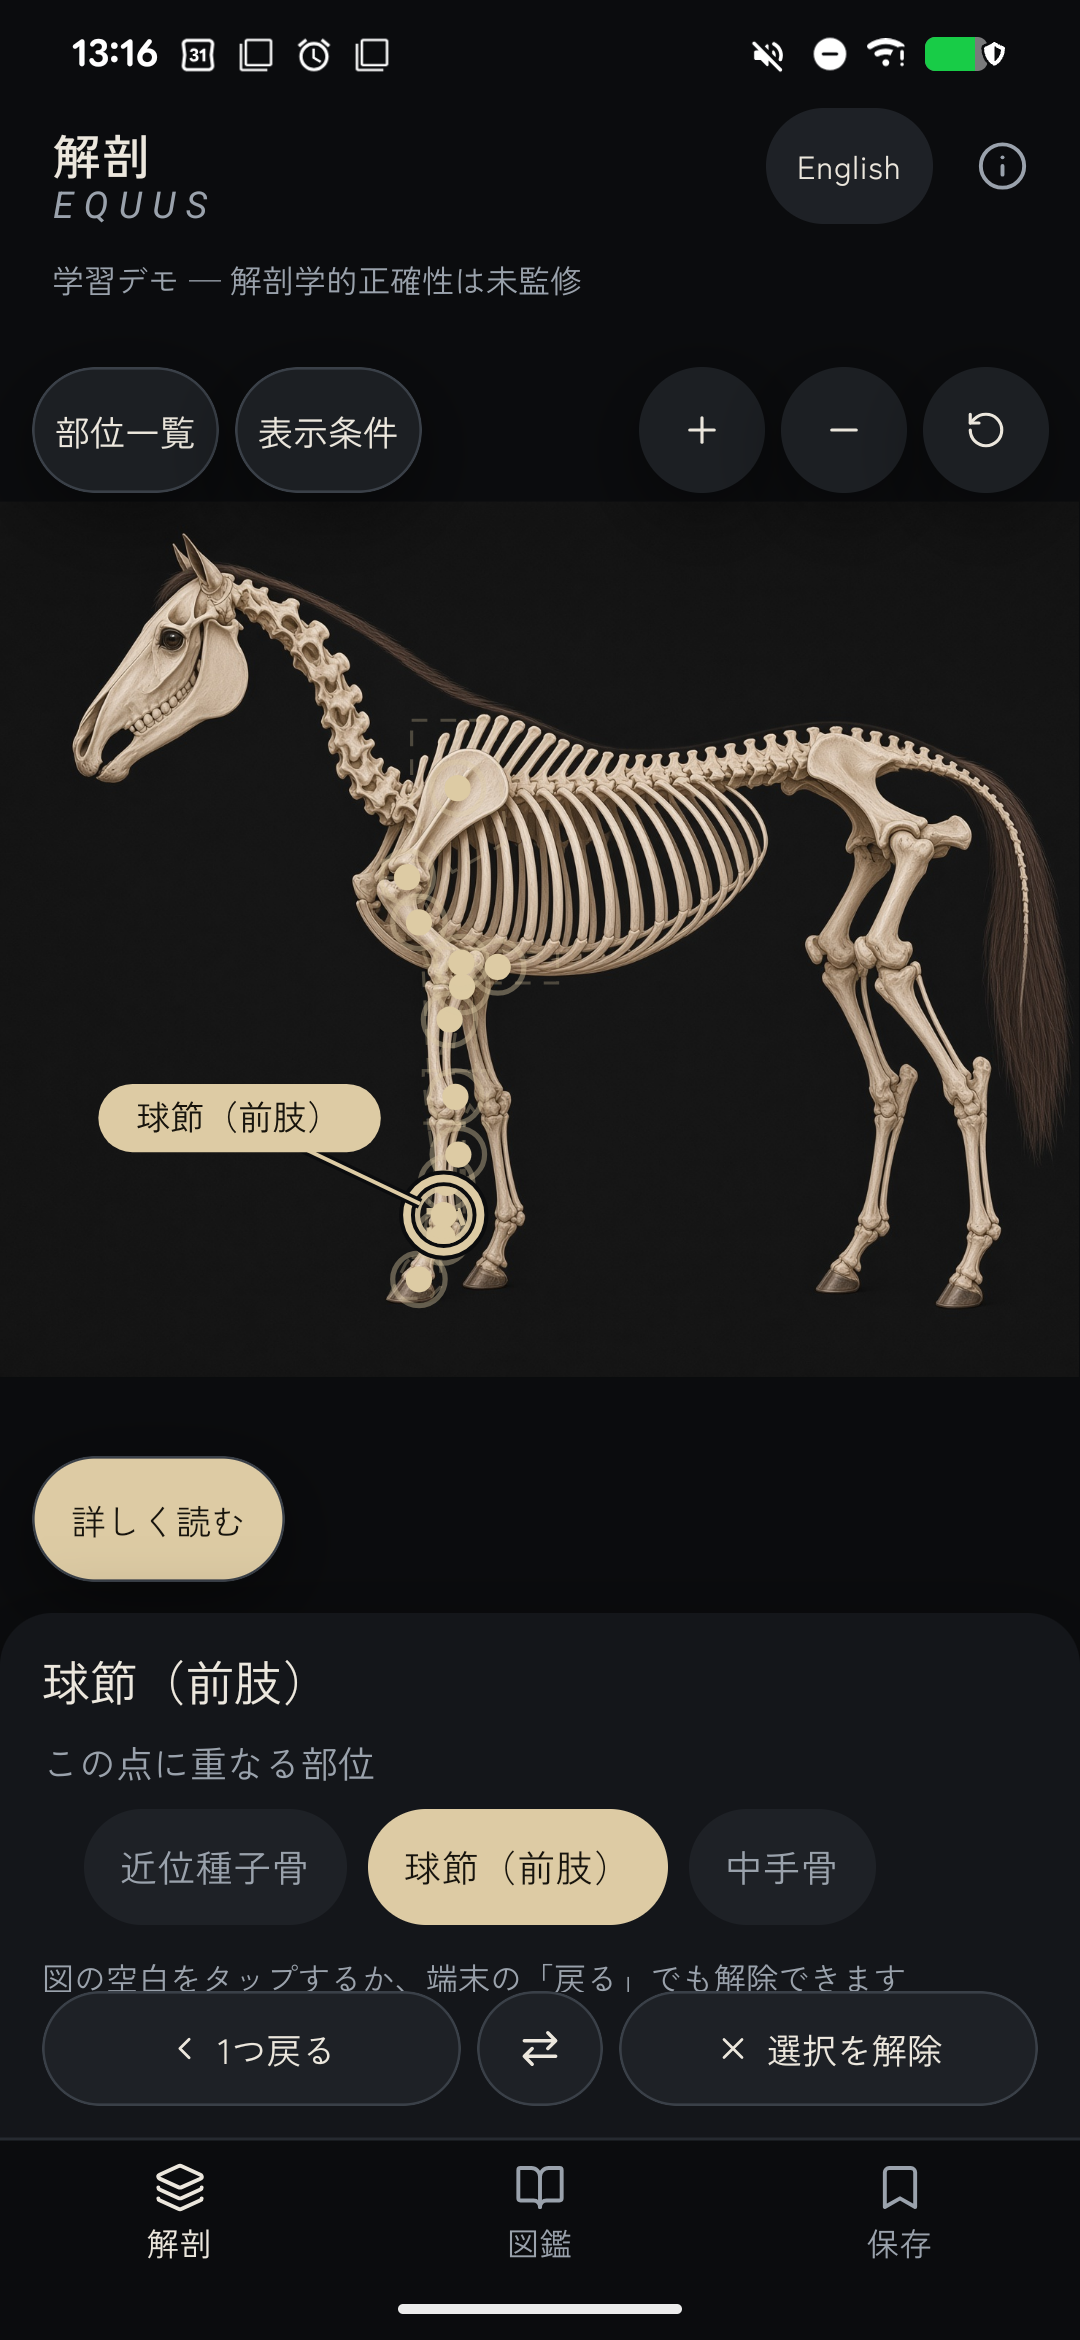 13:16
31
解剖
EQUUS
English
学習デモ — 解剖学的正確性は未監修
部位一覧
表示条件
球節（前肢）
詳しく読む
球節（前肢）
この点に重なる部位
近位種子骨
球節（前肢）
中手骨
図の空白をタップするか、端末の「戻る」でも解除できます
1つ戻る
選択を解除
解剖
図鑑
保存